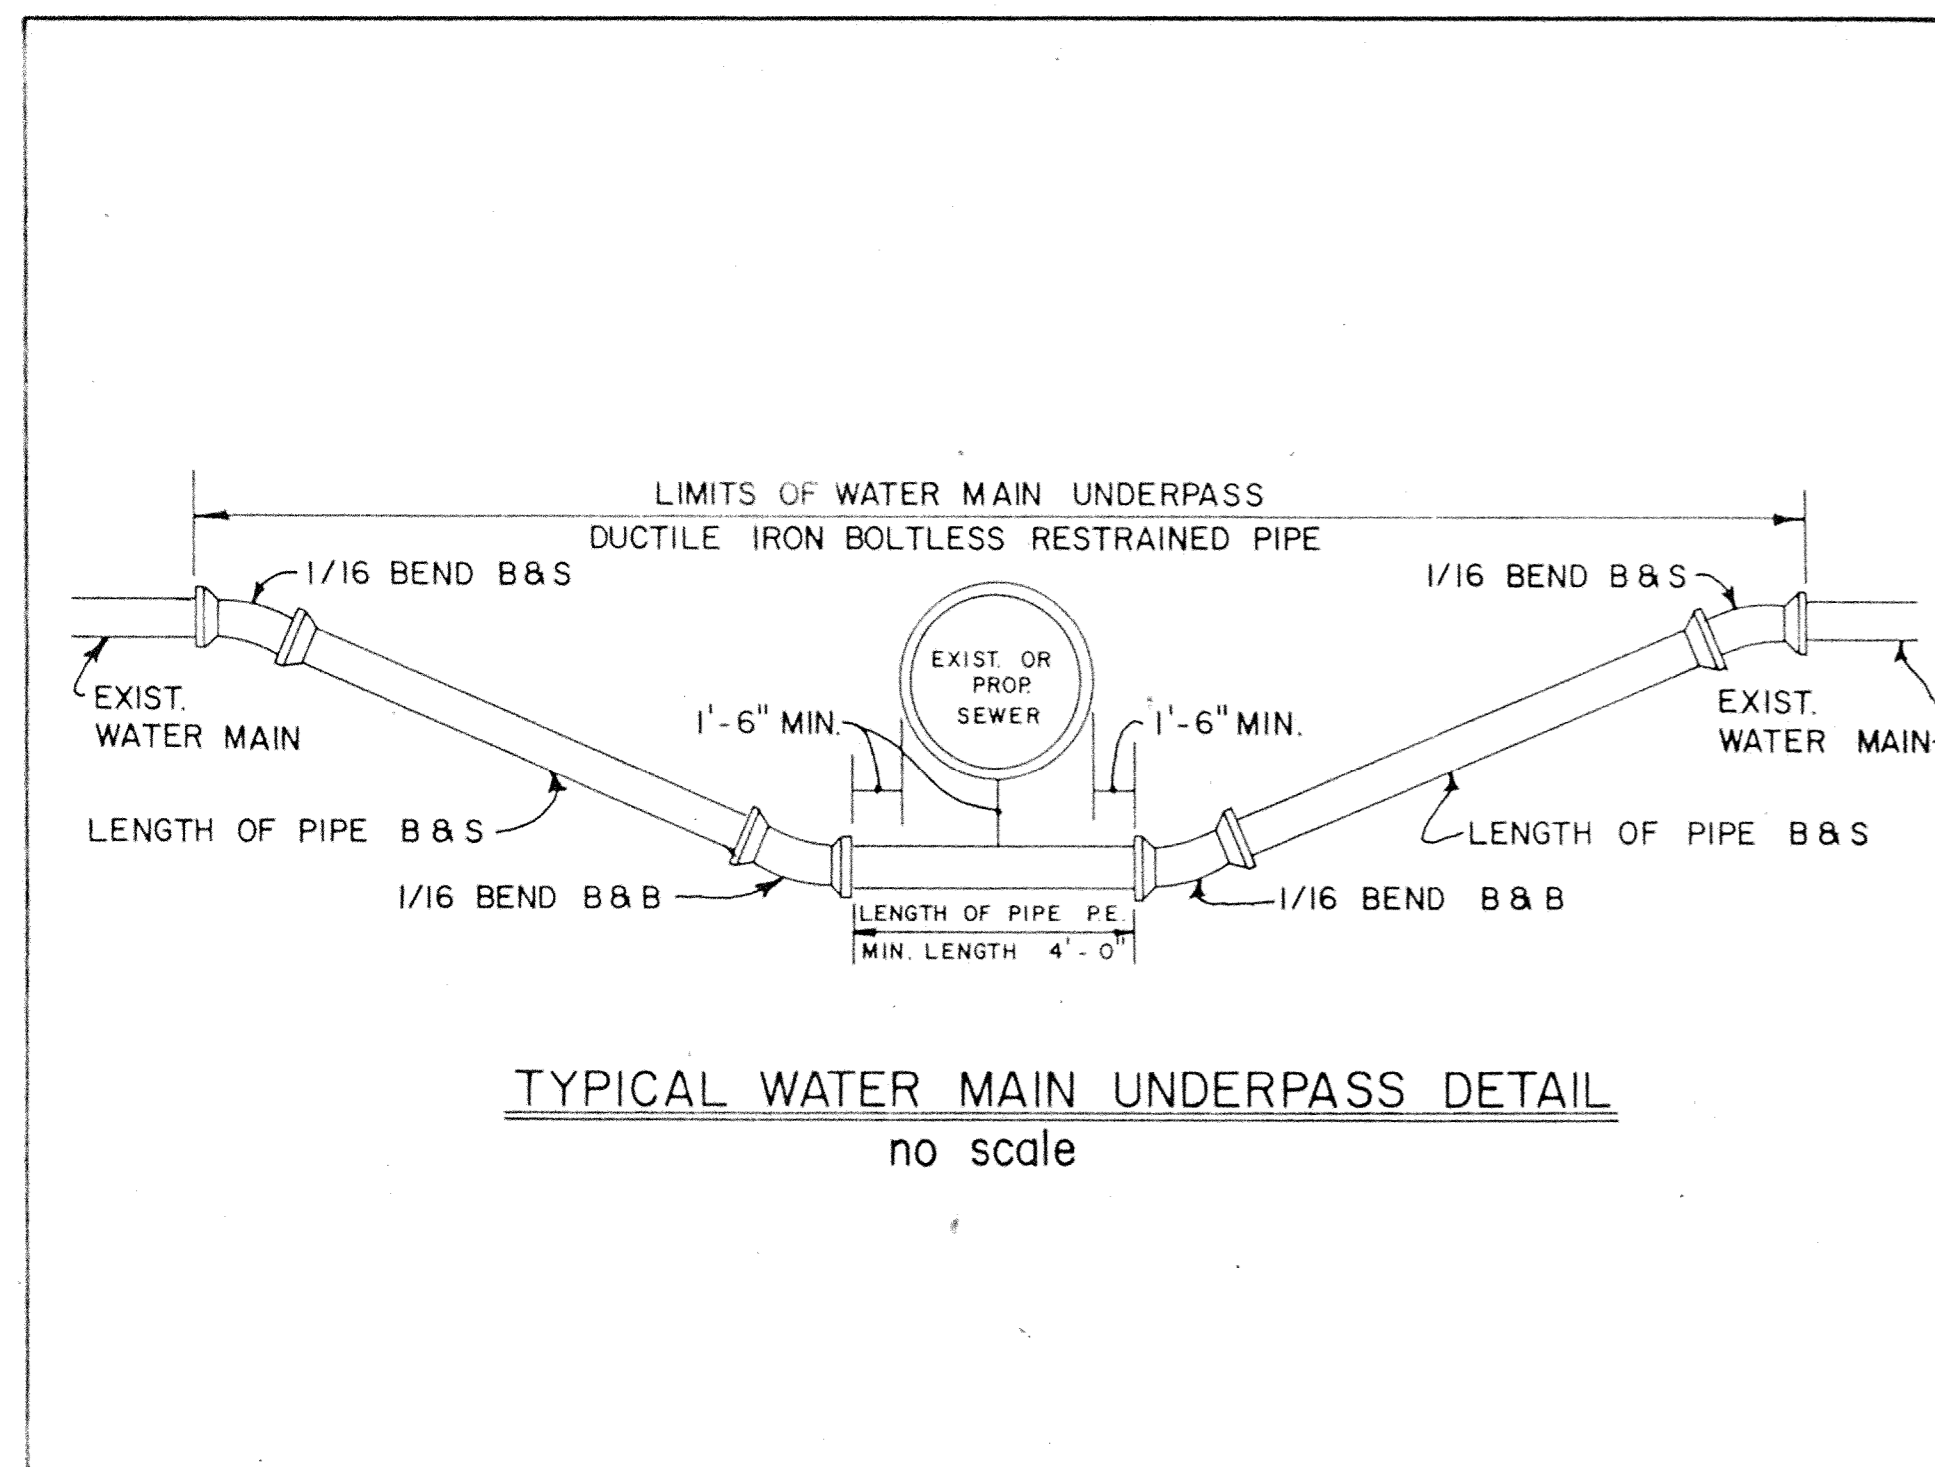 LIMITS OF WATER MAIN UNDERPASS
DUCTILE IRON BOLTLESS RESTRAINED PIPE
1/16 BEND B&S
1/16 BEND B&S
EXIST. OR
PROP.
SEWER
EXIST.
WATER MAIN
1'-6" MIN.
1'-6" MIN.
EXIST.
WATER MAIN
LENGTH OF PIPE B&S
LENGTH OF PIPE B&S
1/16 BEND B&B
1/16 BEND B&B
LENGTH OF PIPE P.E.
MIN. LENGTH 4'-0"
TYPICAL WATER MAIN UNDERPASS DETAIL
no scale